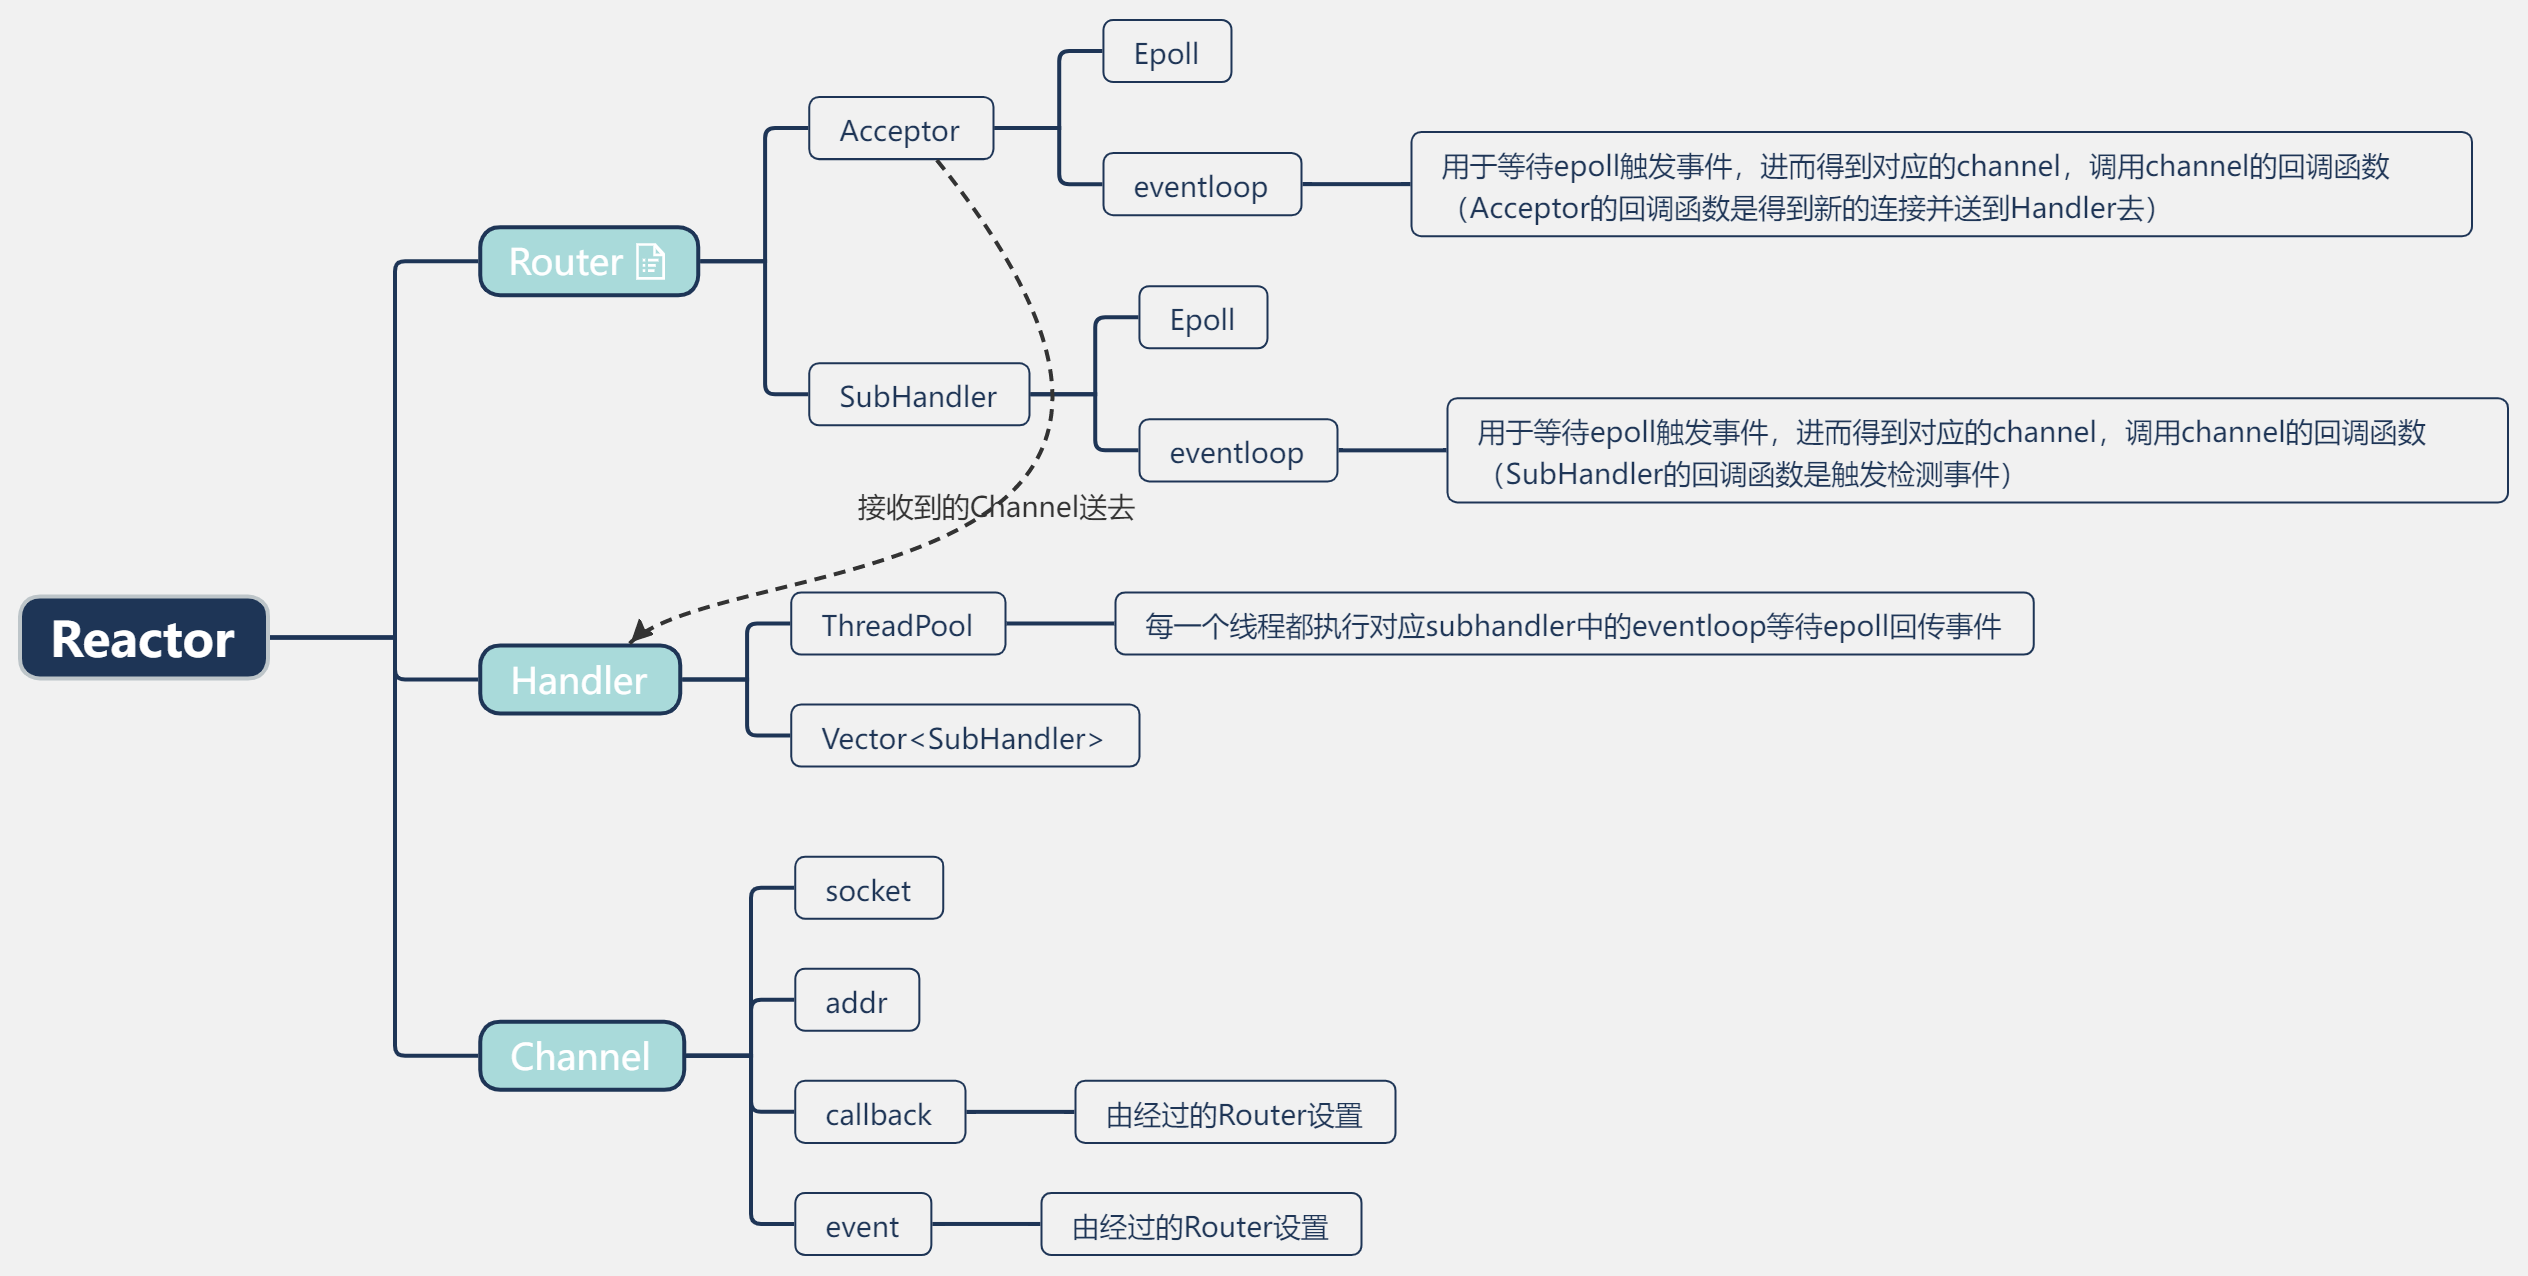 Epoll
Acceptor
eventloop
用于等待epoll触发事件，进而得到对应的channel，调用channel的回调函数
（Acceptor的回调函数是得到新的连接并送到Handler去）
Router
Epoll
SubHandler
eventloop
用于等待epoll触发事件，进而得到对应的channel，调用channel的回调函数
（SubHandler的回调函数是触发检测事件）
接收到的Channel送去
Reactor
ThreadPool
每一个线程都执行对应subhandler中的eventloop等待epoll回传事件
Handler
Vector<SubHandler>
socket
addr
Channel
callback
由经过的Router设置
event
由经过的Router设置